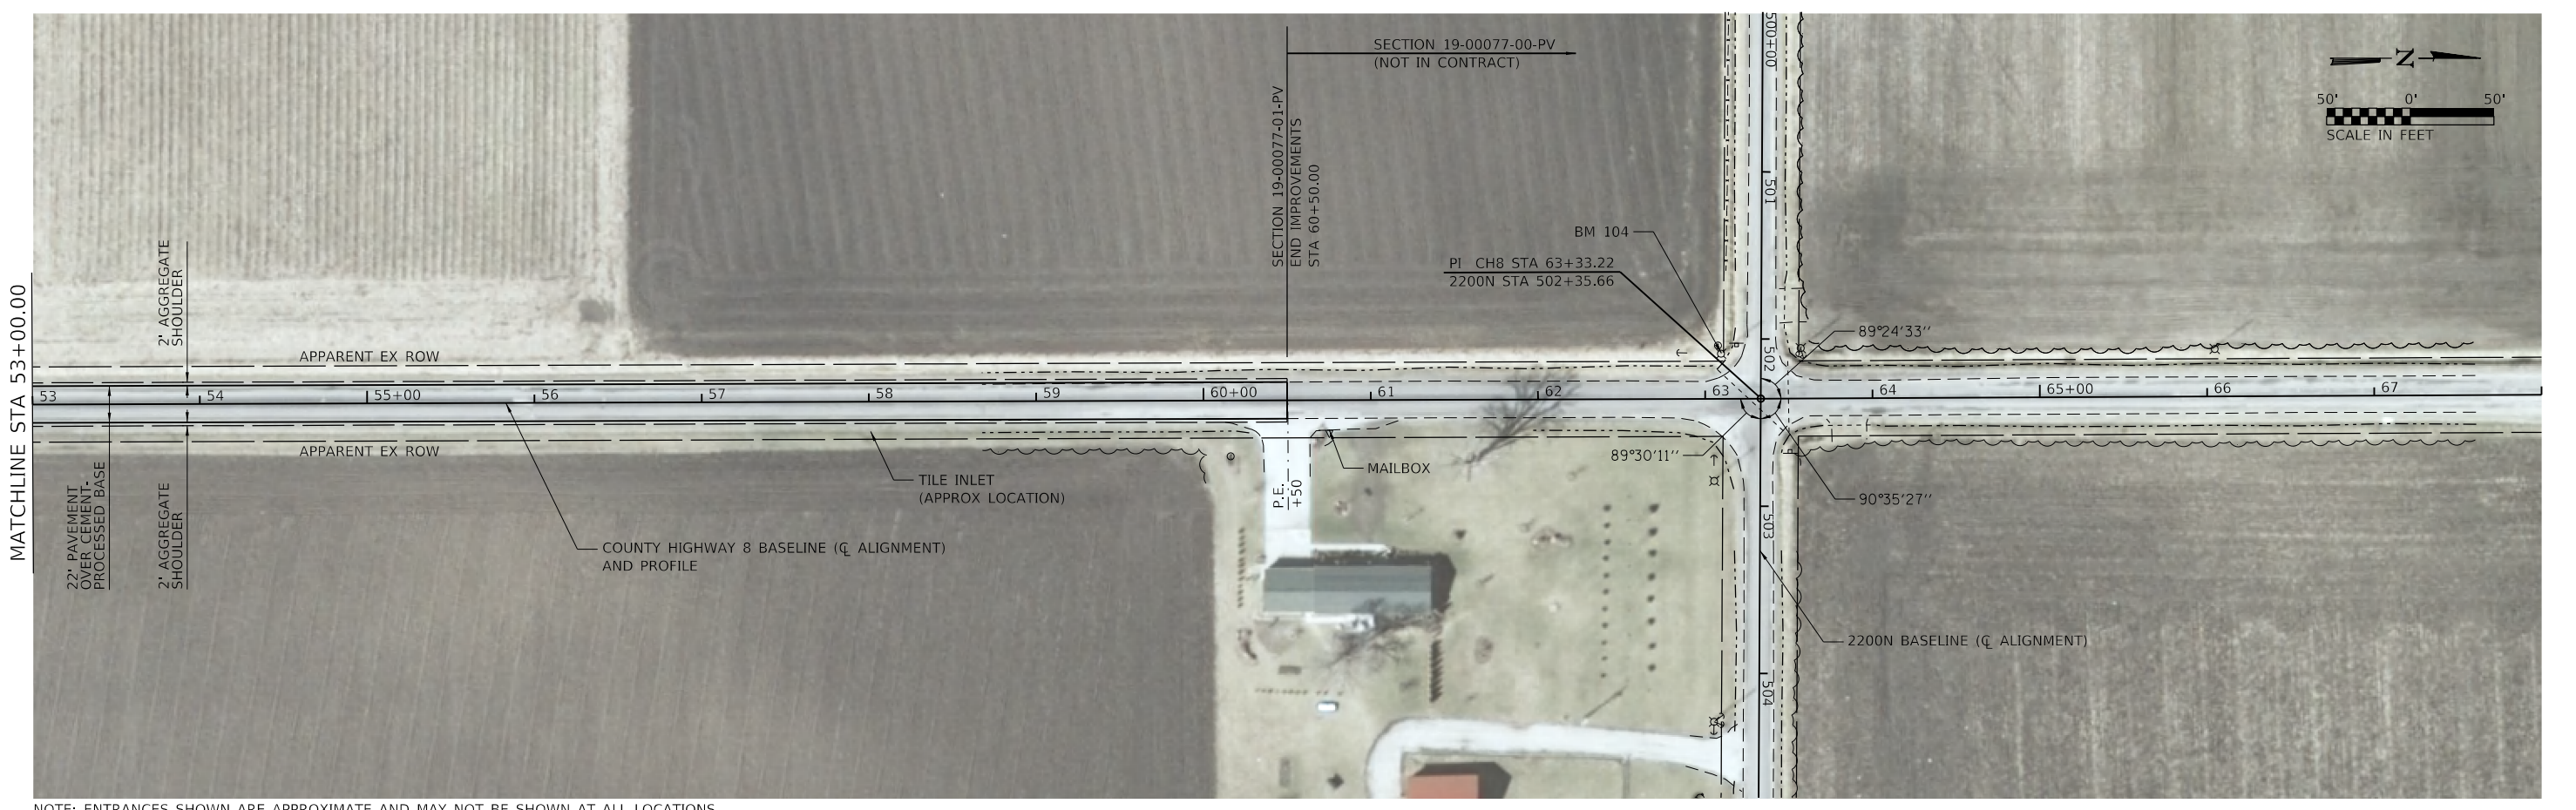 SECTION 19-00077-00-PV
(NOT IN CONTRACT)
500+00
N
50' 0' 50'
SCALE IN FEET
SECTION 19-00077-01-PV
END IMPROVEMENTS
STA 60+50.00
501
BM 104
PI CH8 STA 63+33.22
2200N STA 502+35.66
MATCHLINE STA 53+00.00
2' AGGREGATE
SHOULDER
89°24'33''
502
APPARENT EX ROW
53 54 55+00 56 57 58 59 60+00 61 62 63 64 65+00 66 67
APPARENT EX ROW
89°30'11''
MAILBOX
TILE INLET
(APPROX LOCATION)
P.E.
+50
90°35'27''
22' PAVEMENT
OVER CEMENT-
PROCESSED BASE
2' AGGREGATE
SHOULDER
503
COUNTY HIGHWAY 8 BASELINE (℄ ALIGNMENT)
AND PROFILE
2200N BASELINE (℄ ALIGNMENT)
504
NOTE: ENTRANCES SHOWN ARE APPROXIMATE AND MAY NOT BE SHOWN AT ALL LOCATIONS